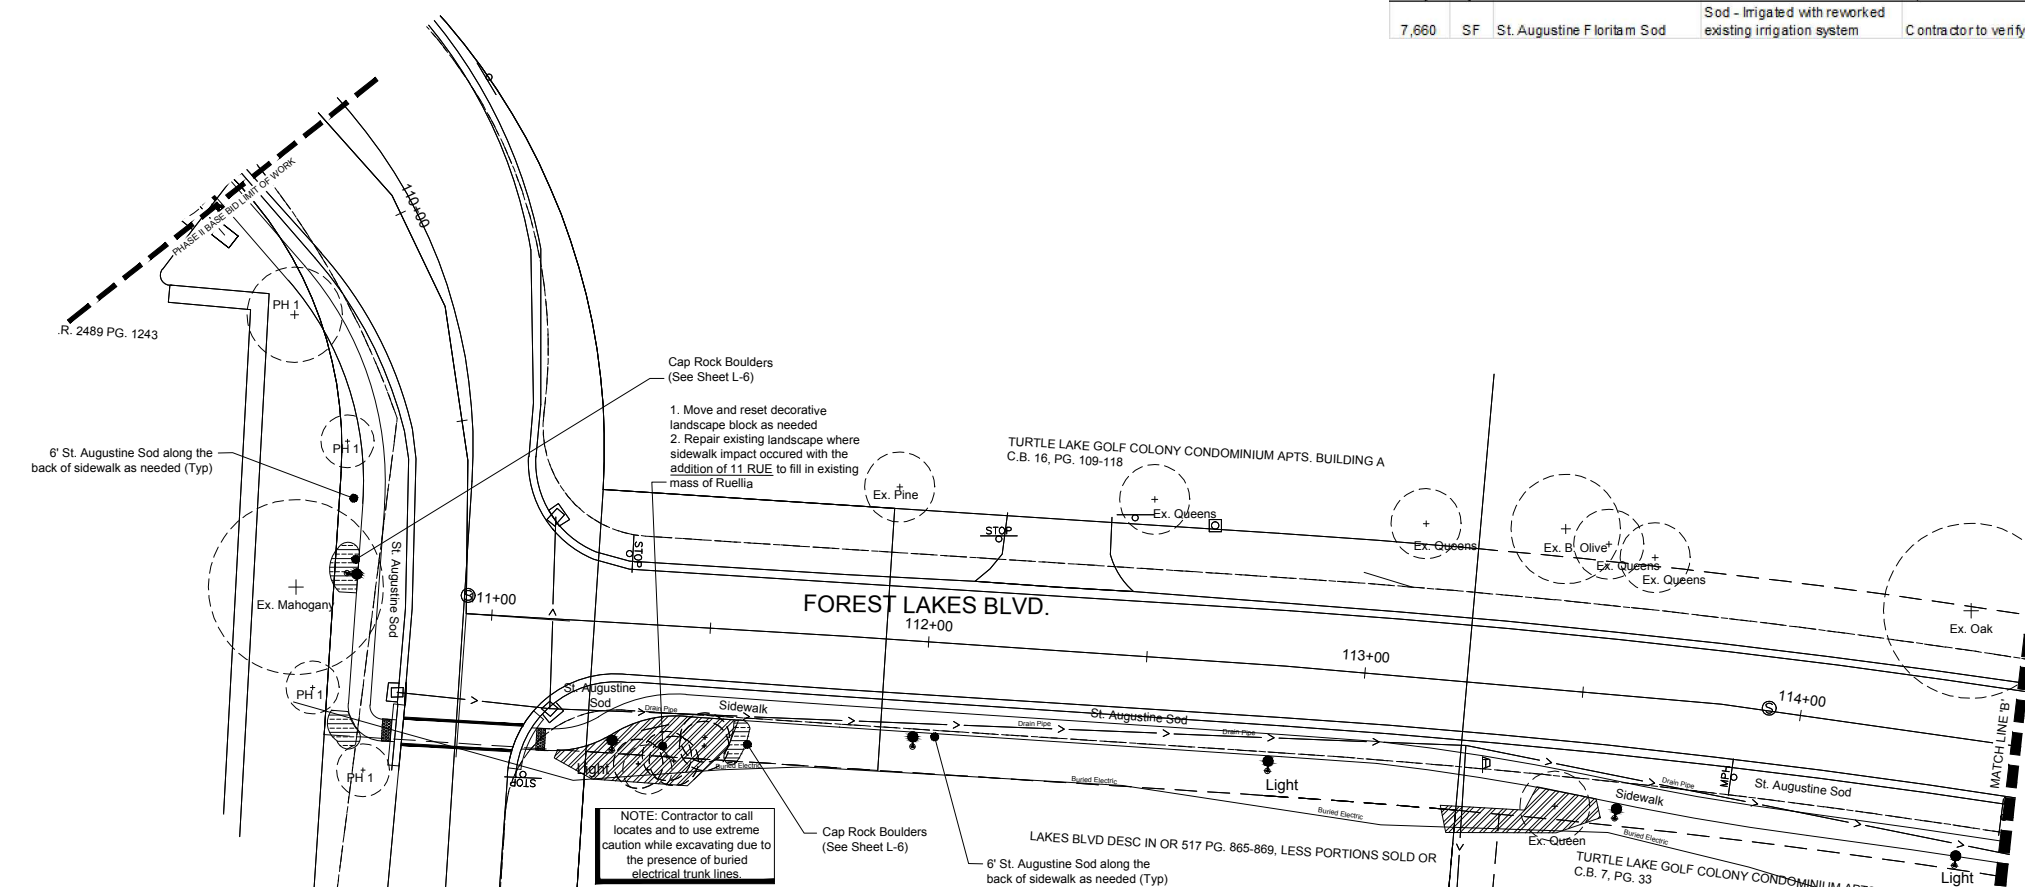 Sod - Irrigated with reworked
7,660 SF St. Augustine Floritam Sod existing irrigation system Contractor to verify
PHASE II BASE BID LIMIT OF WORK
110+00
PH 1
.R. 2489 PG. 1243
Cap Rock Boulders
(See Sheet L-6)
1. Move and reset decorative
landscape block as needed
2. Repair existing landscape where
sidewalk impact occured with the
addition of 11 RUE to fill in existing
mass of Ruellia
6' St. Augustine Sod along the
back of sidewalk as needed (Typ)
PH 1
TURTLE LAKE GOLF COLONY CONDOMINIUM APTS. BUILDING A
C.B. 16, PG. 109-118
Ex. Pine
Ex. Queens
STOP
STOP
Ex. Queens
Ex. B. Olive
Ex. Queens
Ex. Queens
St. Augustine Sod
Ex. Mahogany
S
111+00
FOREST LAKES BLVD.
112+00
Ex. Oak
113+00
114+00
S
PH 1
St. Augustine
Sod
Drain Pipe
Sidewalk
St. Augustine Sod
Drain Pipe
Drain Pipe
MATCH LINE 'B'
PH 1
STOP
Light
Buried Electric
Buried Electric
Light
MPH
Drain Pipe
St. Augustine Sod
Sidewalk
Buried Electric
Buried Electric
Ex. Queen
NOTE: Contractor to call
locates and to use extreme
caution while excavating due to
the presence of buried
electrical trunk lines.
Cap Rock Boulders
(See Sheet L-6)
LAKES BLVD DESC IN OR 517 PG. 865-869, LESS PORTIONS SOLD OR
6' St. Augustine Sod along the
back of sidewalk as needed (Typ)
TURTLE LAKE GOLF COLONY CONDOMINIUM
C.B. 7, PG. 33
Light